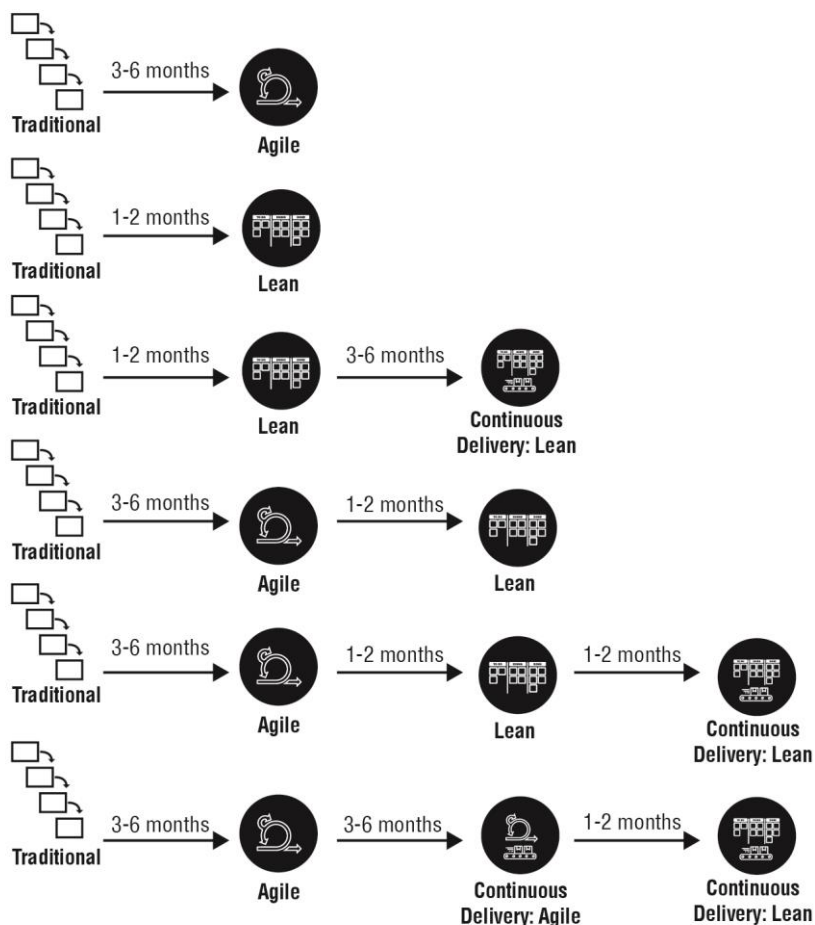 3-6 months
Traditional
Agile
1-2 months
Traditional
Lean
1-2 months
3-6 months
Traditional
Lean
Continuous
Delivery: Lean
3-6 months
1-2 months
Traditional
Agile
Lean
3-6 months
1-2 months
1-2 months
Traditional
Agile
Lean
Continuous
Delivery: Lean
3-6 months
3-6 months
1-2 months
Traditional
Agile
Continuous
Delivery: Agile
Continuous
Delivery: Lean